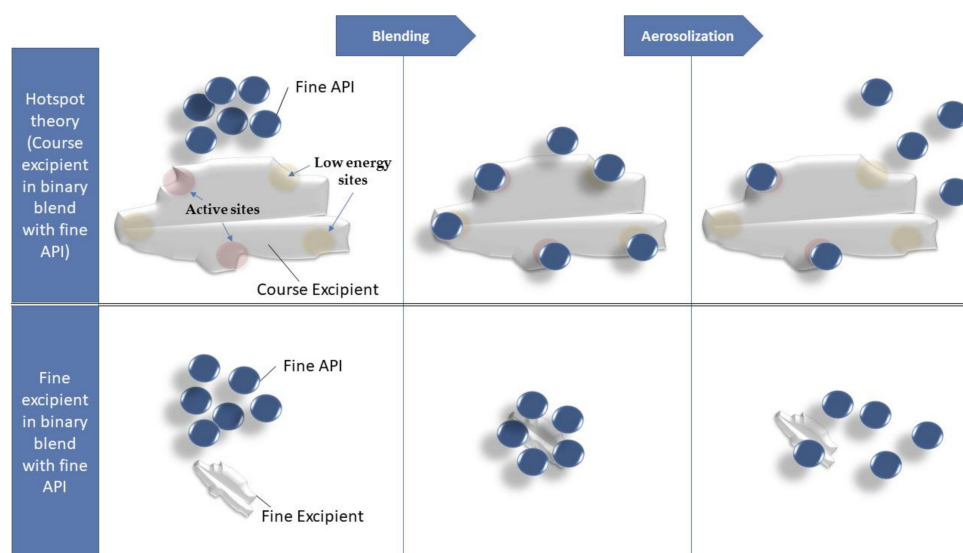 Blending
Aerosolization
Hotspot
theory
(Course
excipient
in binary
blend
with fine
API)
Fine API
Low energy
sites
Active sites
Course Excipient
Fine
excipient
in binary
blend
with fine
API
Fine API
Fine Excipient